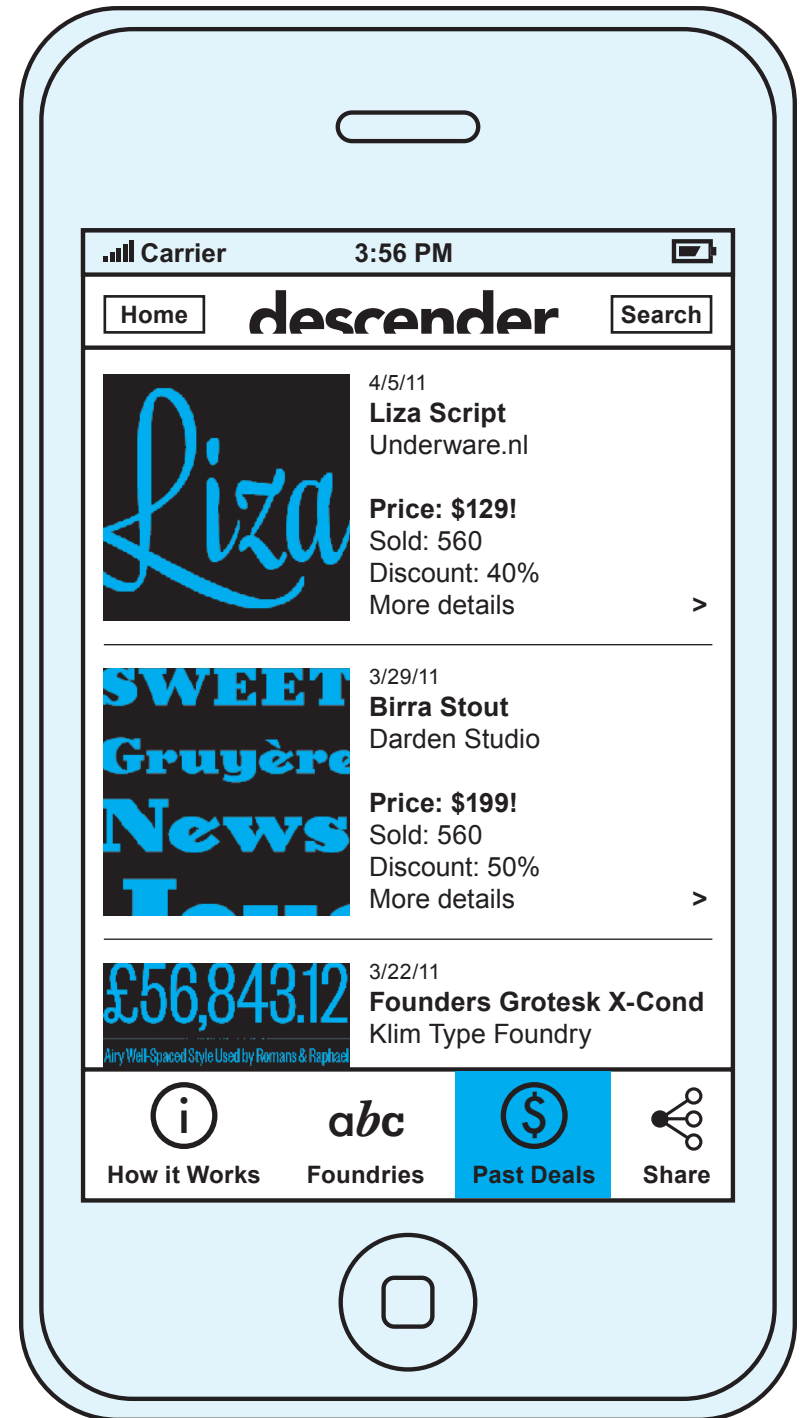 Carrier 3:56 PM
Home descender Search
Liza
4/5/11
Liza Script
Underware.nl
Price: $129!
Sold: 560
Discount: 40%
More details >
SWEET
Gruyère
News
3/29/11
Birra Stout
Darden Studio
Price: $199!
Sold: 560
Discount: 50%
More details >
£56,843.12
Airy Well-Spaced Style Used by Romans & Raphael
3/22/11
Founders Grotesk X-Cond
Klim Type Foundry
i abc $
How it Works Foundries Past Deals Share